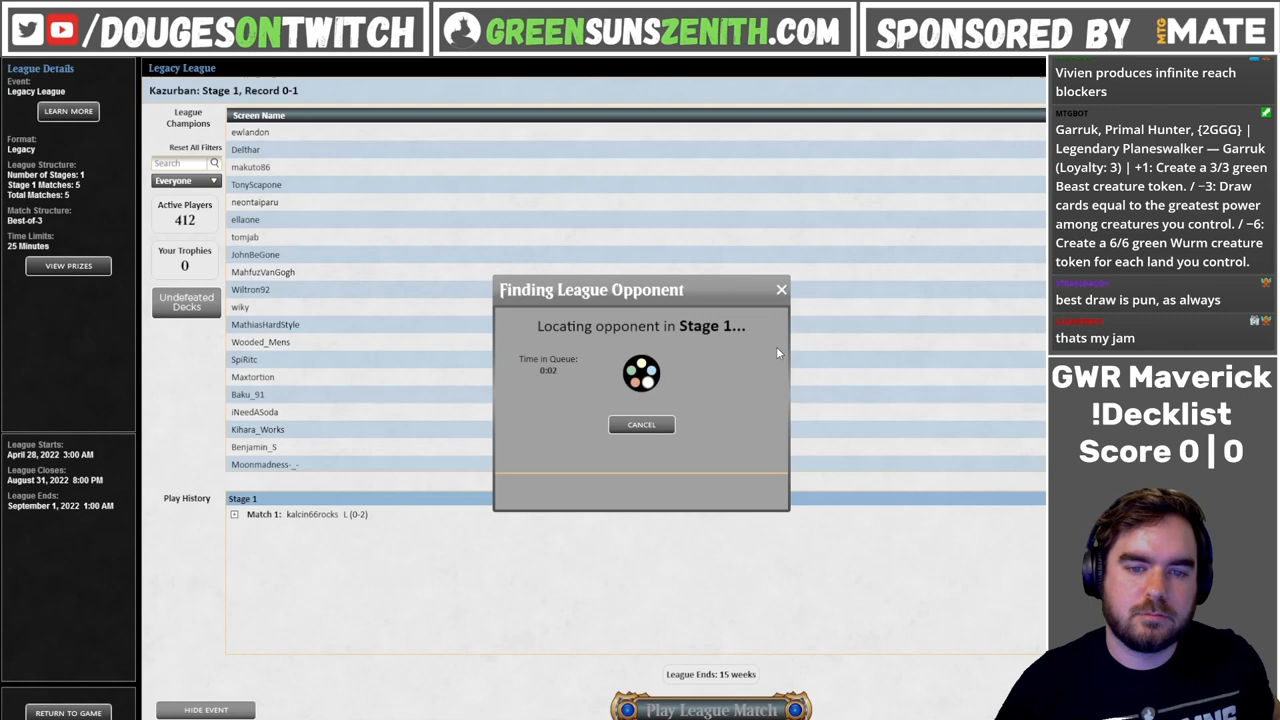 /DOUGESONTWITCH
GREENSUNSZENITH.COM
SPONSORED BY MTG MATE
League Details
Event:
Legacy League
LEARN MORE
Format:
Legacy
League Structure:
Number of Stages: 1
Stage 1 Matches: 5
Total Matches: 5
Match Structure:
Best-of-3
Time Limits:
25 Minutes
VIEW PRIZES
League Starts:
April 28, 2022 3:00 AM
League Closes:
August 31, 2022 8:00 PM
League Ends:
September 1, 2022 1:00 AM
RETURN TO GAME
Legacy League
Kazurban: Stage 1, Record 0-1
League
Champions
Reset All Filters
Search
Everyone
Active Players
412
Your Trophies
0
Undefeated
Decks
Screen Name
ewlandon
Delthar
makuto86
TonyScapone
neontaiparu
ellaone
tomjab
JohnBeGone
MahfuzVanGogh
Wiltron92
wiky
MathiasHardStyle
Wooded_Mens
SpiRitc
Maxtortion
Baku_91
iNeedASoda
Kihara_Works
Benjamin_S
Moonmadness-_-
Play History
Stage 1
Match 1: kalcin66rocks L (0-2)
League Ends: 15 weeks
HIDE EVENT
Play League Match
Finding League Opponent
Locating opponent in Stage 1...
Time in Queue:
0:02
CANCEL
Vivien produces infinite reach
blockers
MTGBOT
Garruk, Primal Hunter, {2GGG} |
Legendary Planeswalker — Garruk
(Loyalty: 3) | +1: Create a 3/3 green
Beast creature token. / −3: Draw
cards equal to the greatest power
among creatures you control. / −6:
Create a 6/6 green Wurm creature
token for each land you control.
best draw is pun, as always
thats my jam
GWR Maverick
!Decklist
Score 0|0